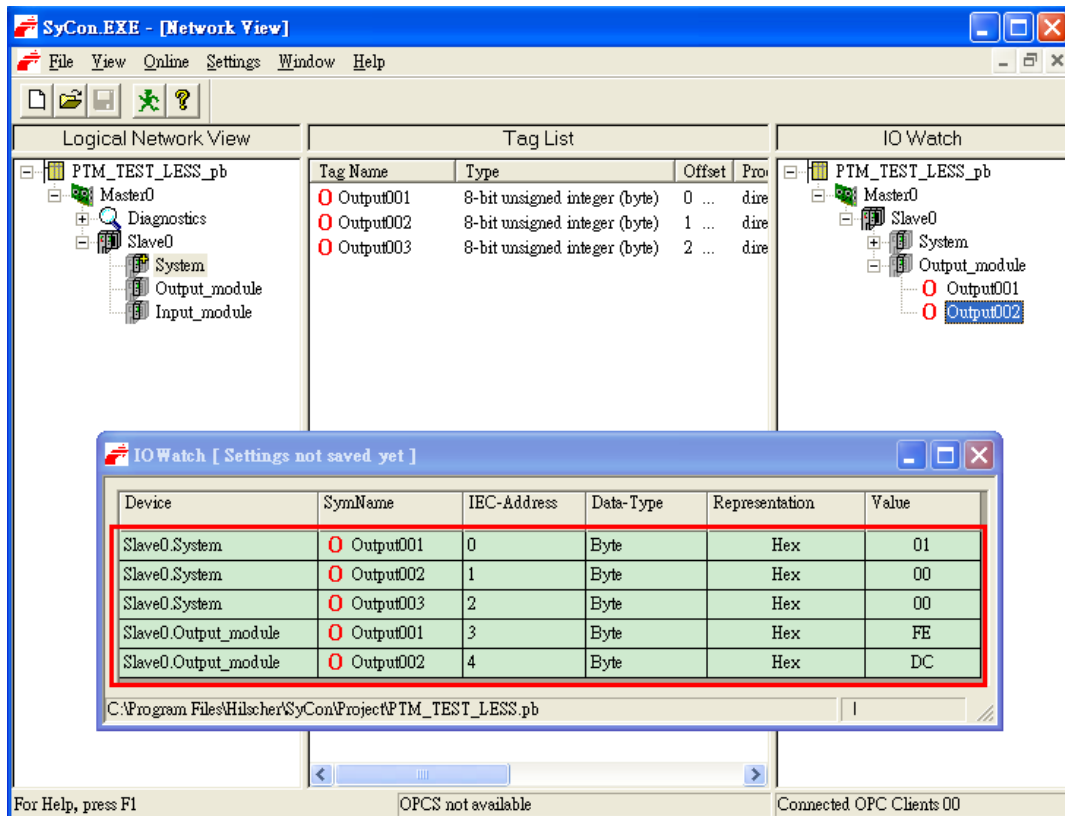 SyCon.EXE - [Network View]
File View Online Settings Window Help
Logical Network View
Tag List
IO Watch
PTM_TEST_LESS_pb
Master0
Diagnostics
Slave0
System
Output_module
Input_module
Tag Name Type Offset Pro
Output001 8-bit unsigned integer (byte) 0 ... dire
Output002 8-bit unsigned integer (byte) 1 ... dire
Output003 8-bit unsigned integer (byte) 2 ... dire
PTM_TEST_LESS_pb
Master0
Slave0
System
Output_module
Output001
Output002
IOWatch [ Settings not saved yet ]
Device SymName IEC-Address Data-Type Representation Value
Slave0.System Output001 0 Byte Hex 01
Slave0.System Output002 1 Byte Hex 00
Slave0.System Output003 2 Byte Hex 00
Slave0.Output_module Output001 3 Byte Hex FE
Slave0.Output_module Output002 4 Byte Hex DC
C:\Program Files\Hilscher\SyCon\Project\PTM_TEST_LESS.pb
For Help, press F1 OPCS not available Connected OPC Clients 00